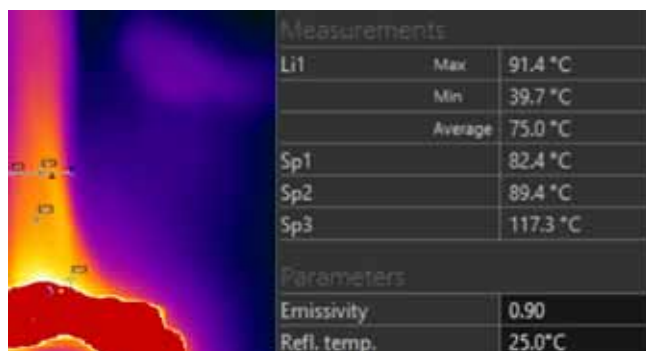 Measurements
Li1 Max 91.4 °C
Min 39.7 °C
Average 75.0 °C
Sp1 82.4 °C
Sp2 89.4 °C
Sp3 117.3 °C
Parameters
Emissivity 0.90
Refl. temp. 25.0°C